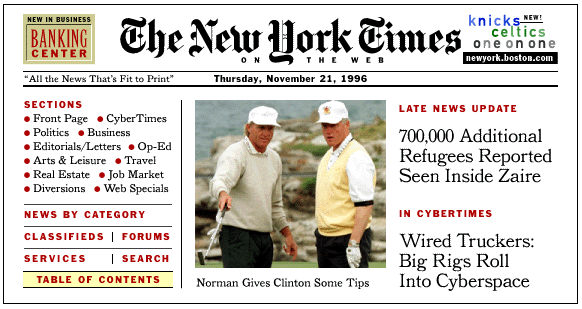 NEW IN BUSINESS
BANKING
CENTER
The New York Times
ON THE WEB
knicks NEW!
celtics
one on one
newyork.boston.com
"All the News That's Fit to Print"
Thursday, November 21, 1996
SECTIONS
Front Page • CyberTimes
Politics • Business
Editorials/Letters • Op-Ed
Arts & Leisure • Travel
Real Estate • Job Market
Diversions • Web Specials
NEWS BY CATEGORY
CLASSIFIEDS | FORUMS
SERVICES | SEARCH
TABLE OF CONTENTS
Norman Gives Clinton Some Tips
LATE NEWS UPDATE
700,000 Additional
Refugees Reported
Seen Inside Zaire
IN CYBERTIMES
Wired Truckers:
Big Rigs Roll
Into Cyberspace